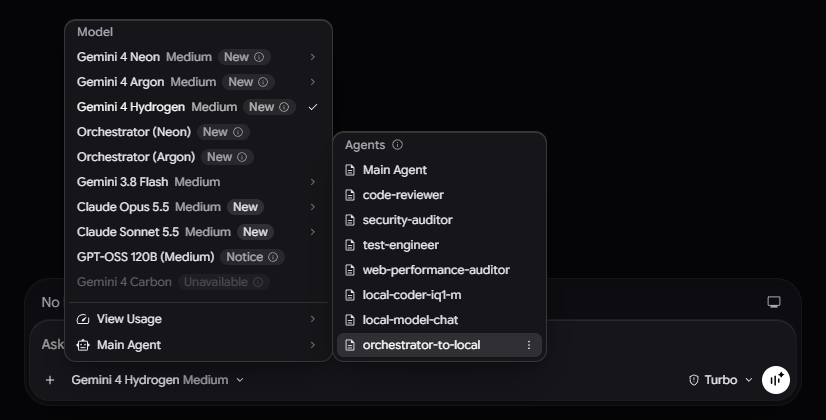 Model
Gemini 4 Neon Medium New
Gemini 4 Argon Medium New
Gemini 4 Hydrogen Medium New
Orchestrator (Neon) New
Orchestrator (Argon) New
Gemini 3.8 Flash Medium
Claude Opus 5.5 Medium New
Claude Sonnet 5.5 Medium New
GPT-OSS 120B (Medium) Notice
Gemini 4 Carbon Unavailable
View Usage
Main Agent
Agents
Main Agent
code-reviewer
security-auditor
test-engineer
web-performance-auditor
local-coder-iq1-m
local-model-chat
orchestrator-to-local
No
Ask
Gemini 4 Hydrogen Medium
Turbo